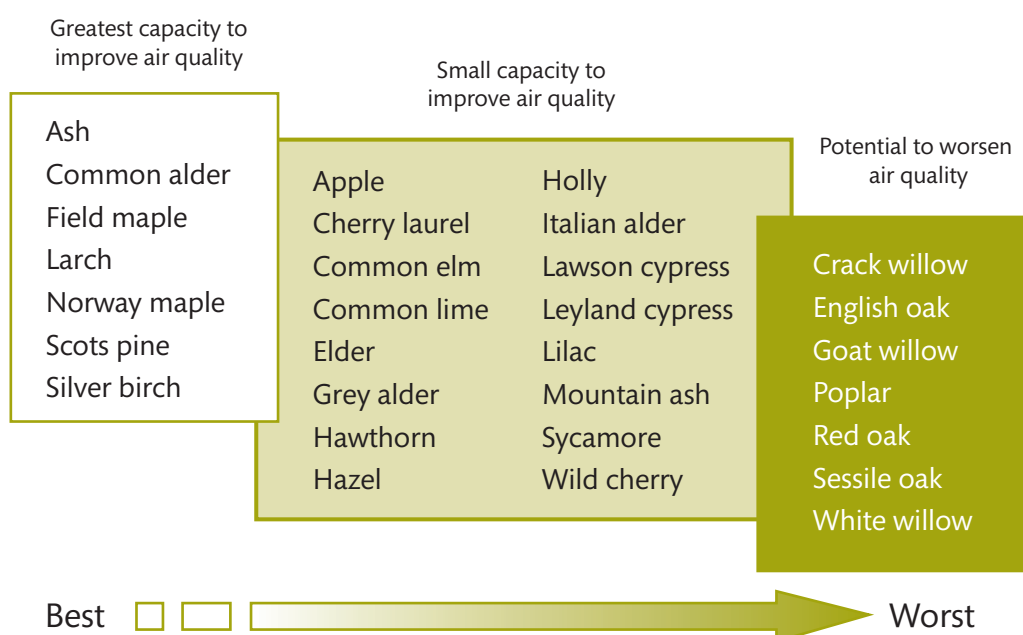 Greatest capacity to
improve air quality
Ash
Common alder
Field maple
Larch
Norway maple
Scots pine
Silver birch
Small capacity to
improve air quality
Apple
Cherry laurel
Common elm
Common lime
Elder
Grey alder
Hawthorn
Hazel
Holly
Italian alder
Lawson cypress
Leyland cypress
Lilac
Mountain ash
Sycamore
Wild cherry
Potential to worsen
air quality
Crack willow
English oak
Goat willow
Poplar
Red oak
Sessile oak
White willow
Best
Worst